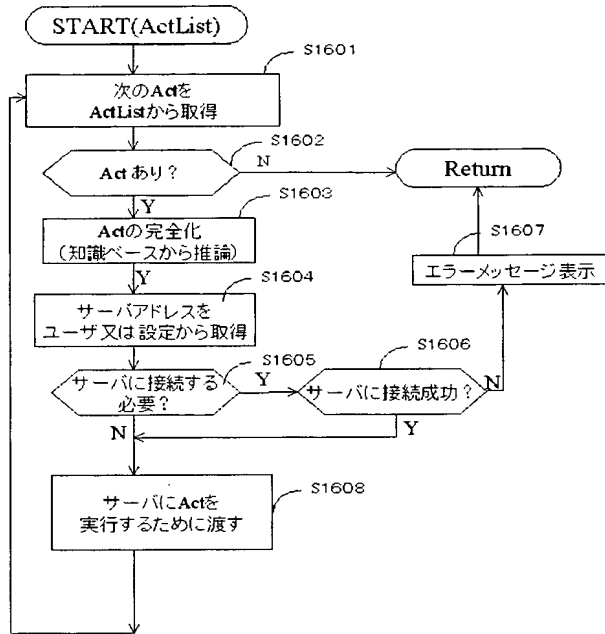 START(ActList)
S1601
次のActを
ActListから取得
S1602
Actあり？
N
Return
Y
S1603
Actの完全化
（知識ベースから推論）
S1607
エラーメッセージ表示
Y
S1604
サーバアドレスを
ユーザ又は設定から取得
S1605
サーバに接続する
必要？
Y
S1606
サーバに接続成功？
N
N
Y
S1608
サーバにActを
実行するために渡す